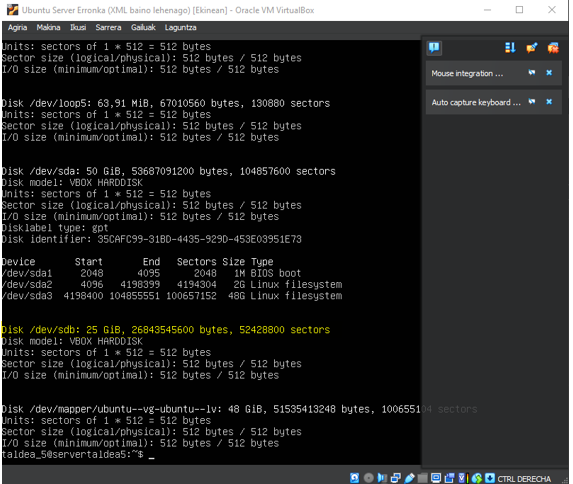 Ubuntu Server Erronka (XML baino lehenago) [Ekinean] - Oracle VM VirtualBox
Agiria Makina Ikusi Sarrera Gailuak Laguntza
Units: sectors of 1 * 512 = 512 bytes
Sector size (logical/physical): 512 bytes / 512 bytes
I/O size (minimum/optimal): 512 bytes / 512 bytes
Disk /dev/loop5: 63,91 MiB, 67010560 bytes, 130880 sectors
Units: sectors of 1 * 512 = 512 bytes
Sector size (logical/physical): 512 bytes / 512 bytes
I/O size (minimum/optimal): 512 bytes / 512 bytes
Disk /dev/sda: 50 GiB, 53687091200 bytes, 104857600 sectors
Disk model: VBOX HARDDISK
Units: sectors of 1 * 512 = 512 bytes
Sector size (logical/physical): 512 bytes / 512 bytes
I/O size (minimum/optimal): 512 bytes / 512 bytes
Disklabel type: gpt
Disk identifier: 35CAFC99-31BD-4435-929D-453E03951E73
Device Start End Sectors Size Type
/dev/sda1 2048 4095 2048 1M BIOS boot
/dev/sda2 4096 4198399 4194304 2G Linux filesystem
/dev/sda3 4198400 104855551 100657152 48G Linux filesystem
Disk /dev/sdb: 25 GiB, 26843545600 bytes, 52428800 sectors
Disk model: VBOX HARDDISK
Units: sectors of 1 * 512 = 512 bytes
Sector size (logical/physical): 512 bytes / 512 bytes
I/O size (minimum/optimal): 512 bytes / 512 bytes
Disk /dev/mapper/ubuntu--vg-ubuntu--lv: 48 GiB, 51535413248 bytes, 100655104 sectors
Units: sectors of 1 * 512 = 512 bytes
Sector size (logical/physical): 512 bytes / 512 bytes
I/O size (minimum/optimal): 512 bytes / 512 bytes
taldea_5@servertaldea5:~$ _
Mouse integration ...
Auto capture keyboard ...
CTRL DERECHA